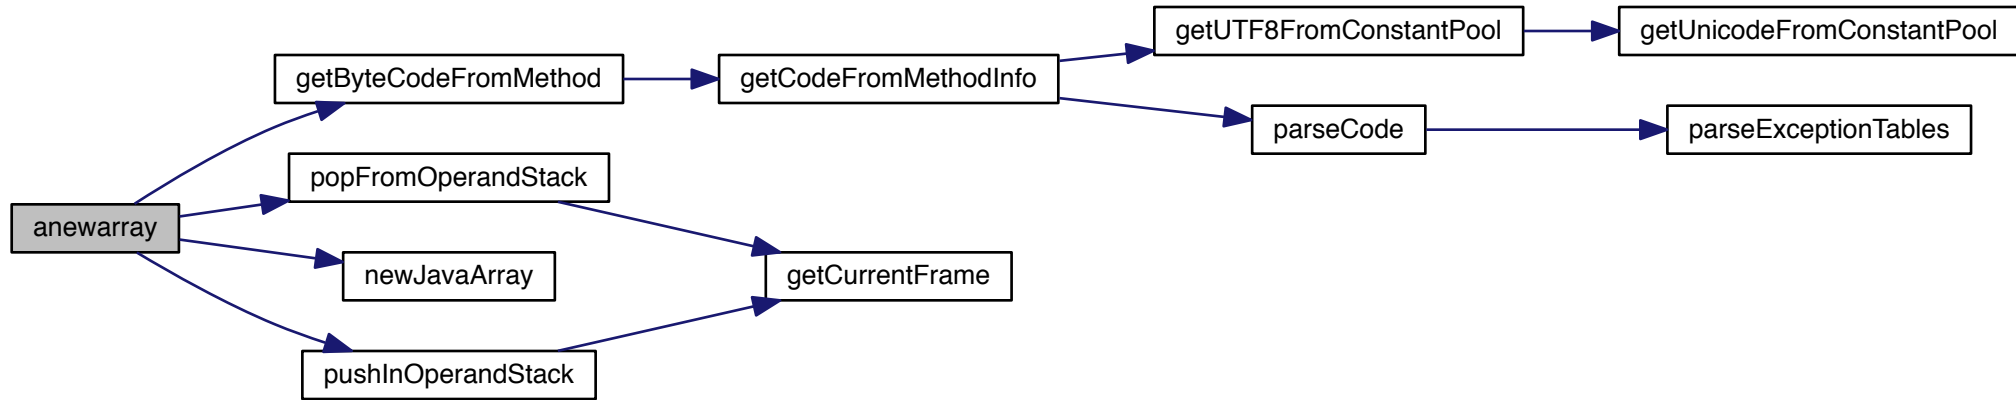 anewarray
getByteCodeFromMethod
popFromOperandStack
newJavaArray
pushInOperandStack
getCodeFromMethodInfo
getCurrentFrame
getUTF8FromConstantPool
parseCode
getUnicodeFromConstantPool
parseExceptionTables